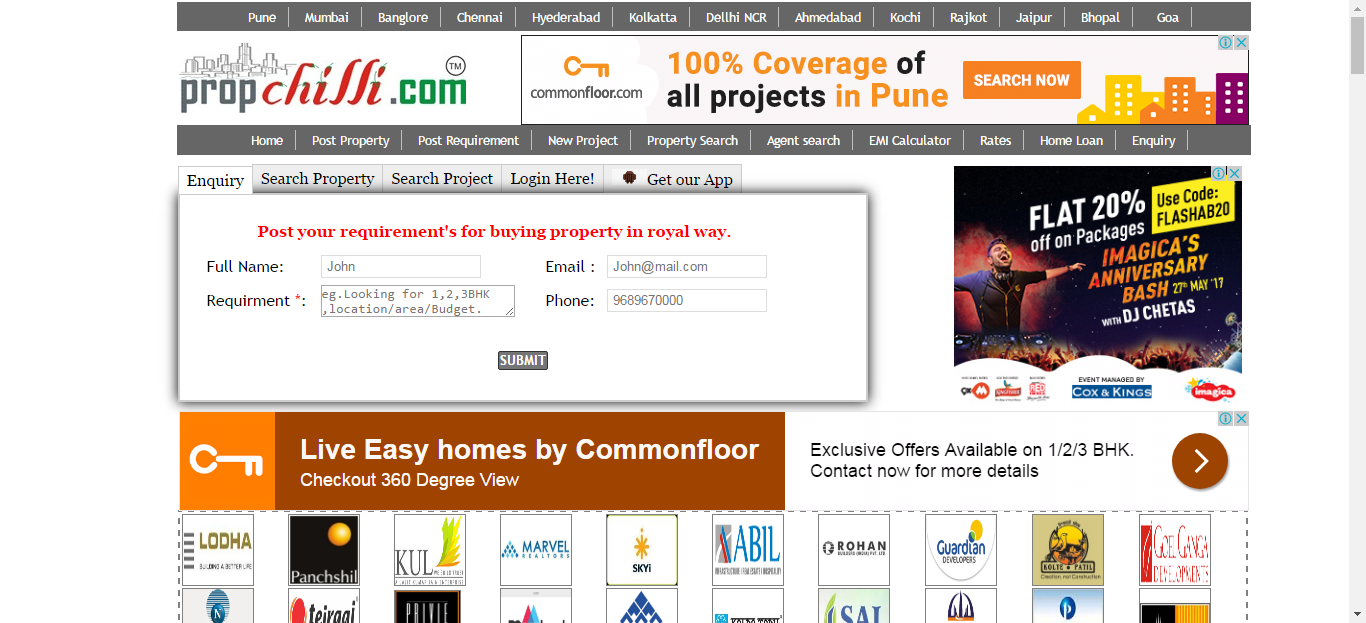 Pune Mumbai Banglore Chennai Hyederabad Kolkatta Dellhi NCR Ahmedabad Kochi Rajkot Jaipur Bhopal Goa
propchilli.com TM
commonfloor.com
100% Coverage of
all projects in Pune
SEARCH NOW
Home Post Property Post Requirement New Project Property Search Agent search EMI Calculator Rates Home Loan Enquiry
Enquiry Search Property Search Project Login Here! Get our App
Post your requirement's for buying property in royal way.
Full Name: John Email : John@mail.com
Requirment *: eg.Looking for 1,2,3BHK
,location/area/Budget.
Phone: 9689670000
SUBMIT
FLAT 20%
off on Packages
Use Code:
FLASHAB20
IMAGICA'S
ANNIVERSARY
BASH 27th MAY '17
WITH DJ CHETAS
EVENT MANAGED BY
COX & KINGS
imagica
Live Easy homes by Commonfloor
Checkout 360 Degree View
Exclusive Offers Available on 1/2/3 BHK.
Contact now for more details
LODHA
BUILDING A BETTER LIFE
Panchshil
KUL
MARVEL
REALTORS
SKYi
ABIL
ROHAN
Guardian
DEVELOPERS
KOLTE PATIL
Creation, not Construction
GOEL GANGA
DEVELOPMENTS
N
PRIVIE